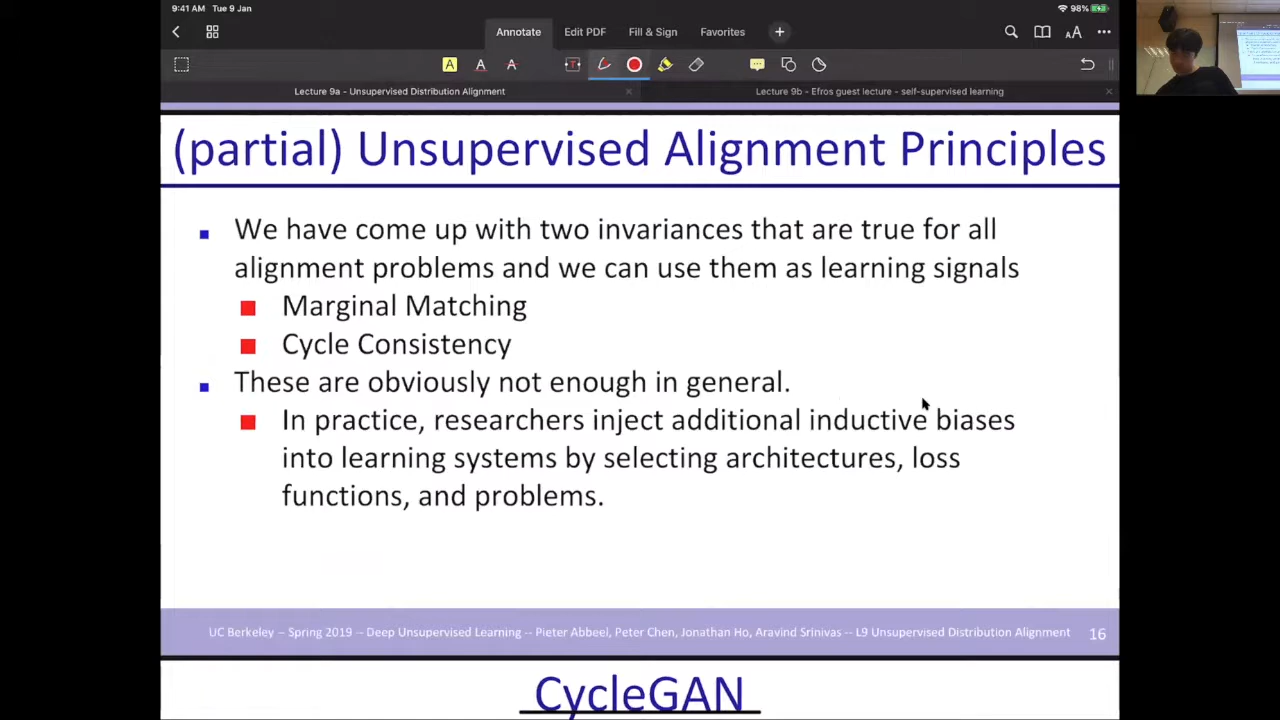 9:41 AM Tue 9 Jan
98%
Annotate Edit PDF Fill & Sign Favorites
A A A T AA
Lecture 9a - Unsupervised Distribution Alignment
Lecture 9b - Efros guest lecture - self-supervised learning
(partial) Unsupervised Alignment Principles
We have come up with two invariances that are true for all
alignment problems and we can use them as learning signals
Marginal Matching
Cycle Consistency
These are obviously not enough in general.
In practice, researchers inject additional inductive biases
into learning systems by selecting architectures, loss
functions, and problems.
UC Berkeley -- Spring 2019 -- Deep Unsupervised Learning -- Pieter Abbeel, Peter Chen, Jonathan Ho, Aravind Srinivas -- L9 Unsupervised Distribution Alignment
16
CycleGAN